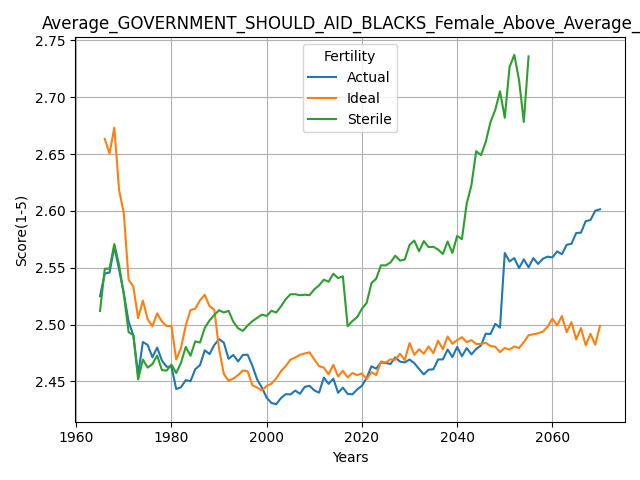 Average_GOVERNMENT_SHOULD_AID_BLACKS_Female_Above_Average_
2.75
2.70
2.65
2.60
2.55
2.50
2.45
Score(1-5)
Fertility
Actual
Ideal
Sterile
1960 1980 2000 2020 2040 2060
Years